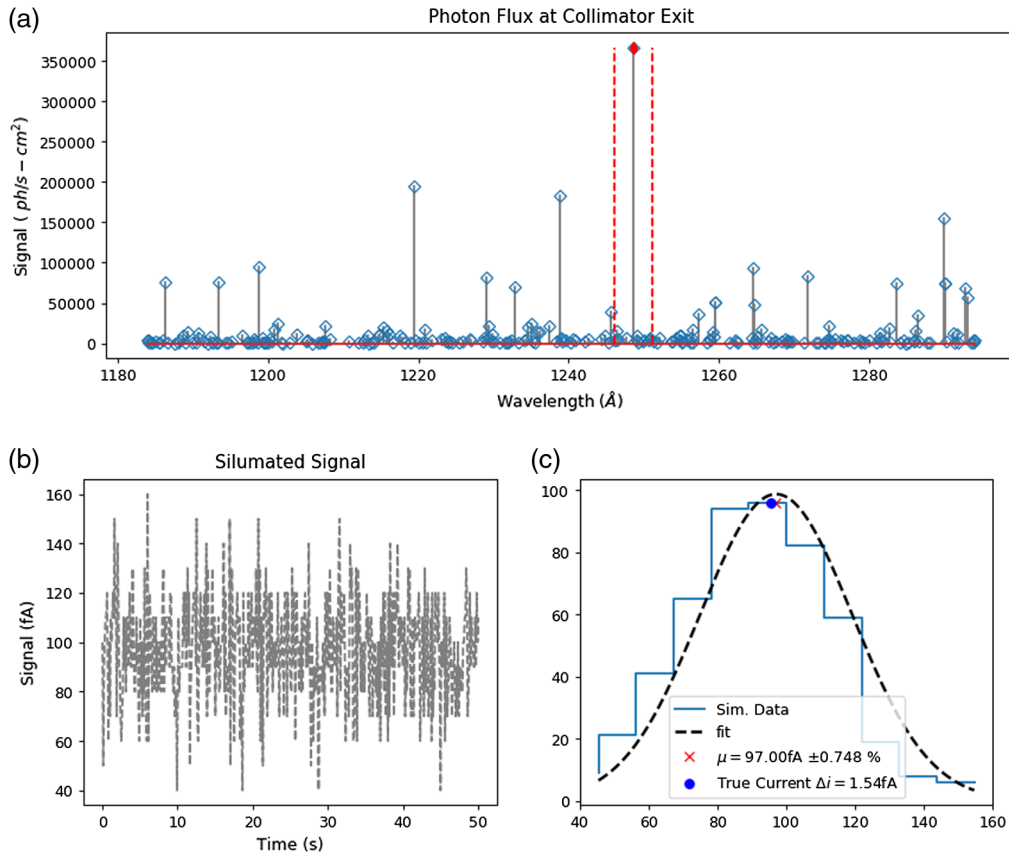 (a)
Photon Flux at Collimator Exit
Signal ( ph/s − cm²)
350000
300000
250000
200000
150000
100000
50000
0
1180 1200 1220 1240 1260 1280
Wavelength (Å)
(b)
Silumated Signal
Signal (fA)
160
140
120
100
80
60
40
0 10 20 30 40 50
Time (s)
(c)
100
80
60
40
20
0
Sim. Data
fit
μ = 97.00fA ±0.748 %
True Current Δi = 1.54fA
40 60 80 100 120 140 160